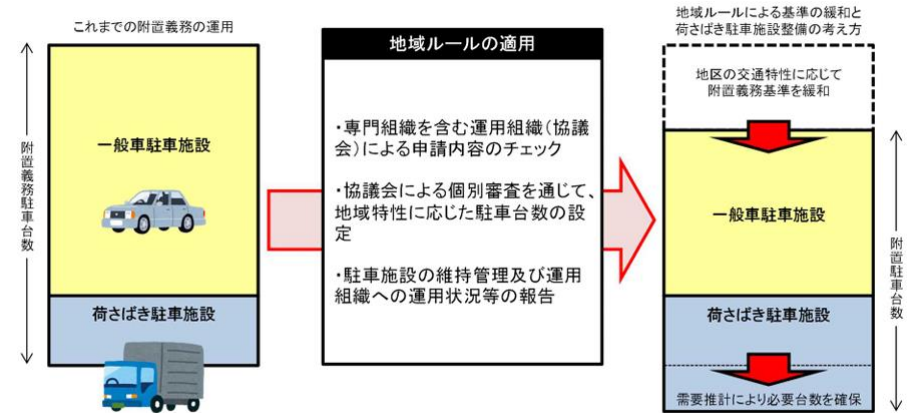 これまでの附置義務の運用
附置義務駐車台数
一般車駐車施設
荷さばき駐車施設
地域ルールの適用
・専門組織を含む運用組織（協議
会）による申請内容のチェック
・協議会による個別審査を通じて、
地域特性に応じた駐車台数の設
定
・駐車施設の維持管理及び運用
組織への運用状況等の報告
地域ルールによる基準の緩和と
荷さばき駐車施設整備の考え方
地区の交通特性に応じて
附置義務基準を緩和
一般車駐車施設
荷さばき駐車施設
需要推計により必要台数を確保
附置駐車台数